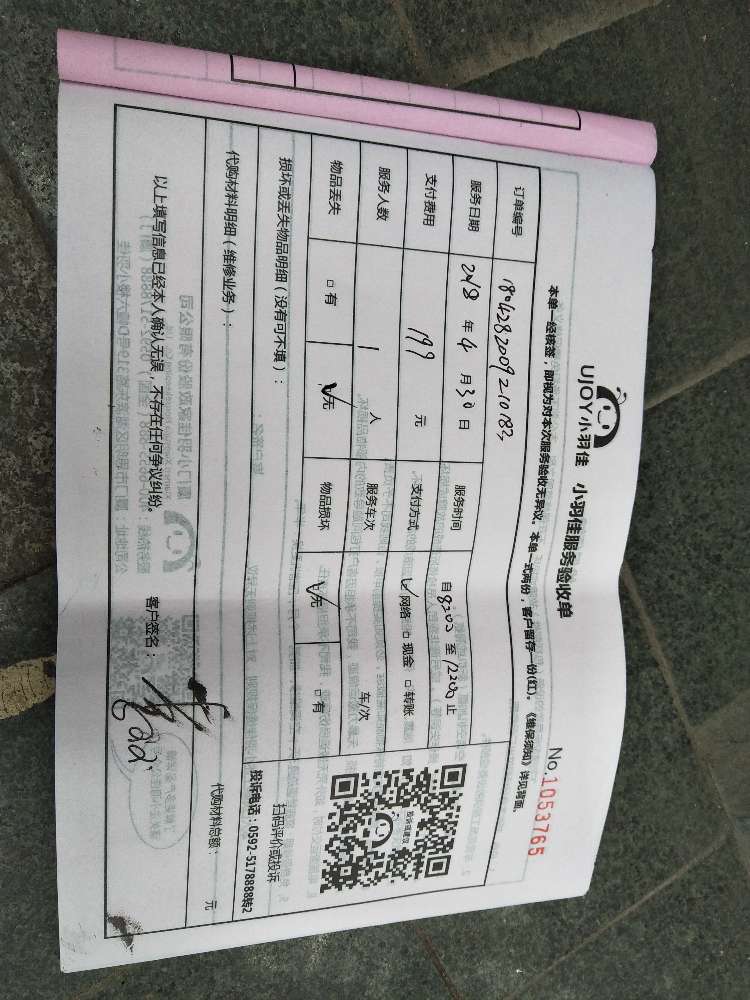 UJOY小羽佳 小羽佳服务验收单
No.1053765
本单一经核签，即视为对本次服务验收无异议。本单一式两份，客户留存一份(红)。《维保须知》详见背面。
订单编号 180428200921018
服务日期 2018 年 4 月 30 日 服务时间 自 8:00 至 12:00 止
支付费用 199 元 支付方式 ☑网络 □现金 □转账
服务人数 1 人 服务车次 车/次
物品丢失 □有 ☑无 物品损坏 ☑无 □有
损坏或丢失物品明细（没有可不填）：
扫码评价或投诉
投诉电话：0592-5178888转2
代购材料明细（维修业务）：
代购材料总额： 元
以上填写信息已经本人确认无误，不存在任何争议纠纷。 客户签名：